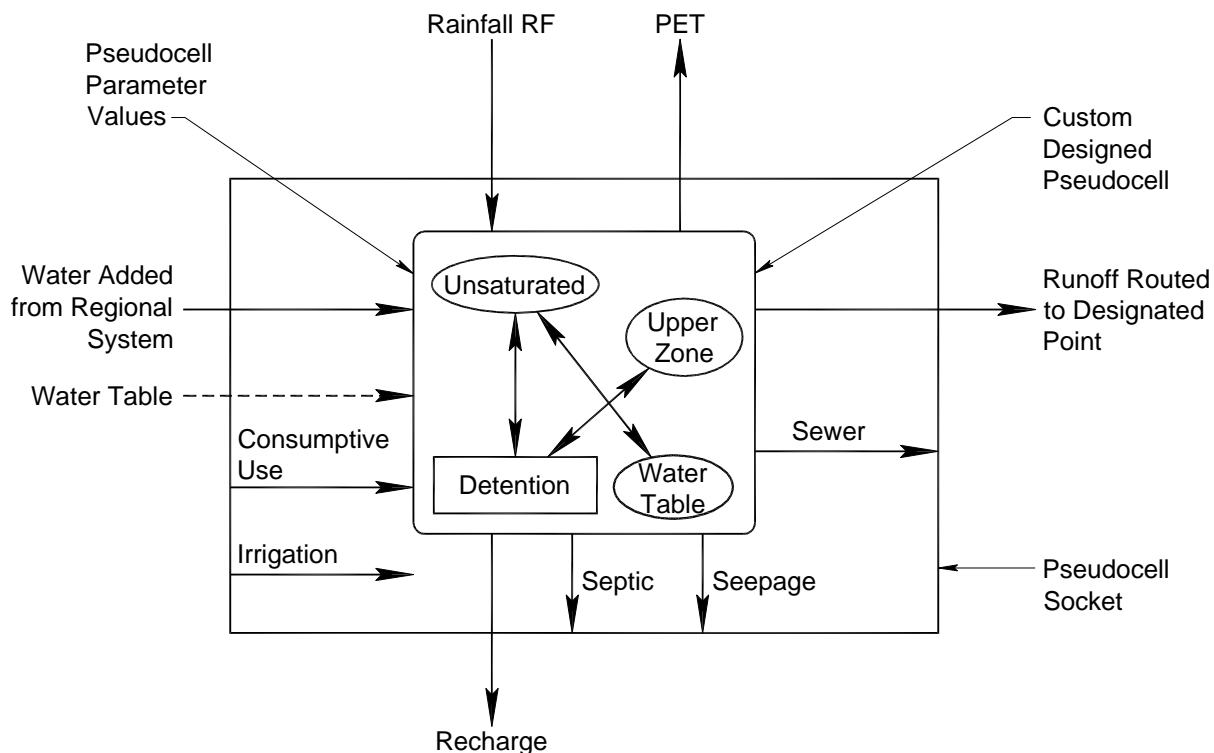 Rainfall RF
PET
Pseudocell
Parameter
Values
Custom
Designed
Pseudocell
Water Added
from Regional
System
Unsaturated
Upper
Zone
Runoff Routed
to Designated
Point
Water Table
Consumptive
Use
Sewer
Detention
Water
Table
Irrigation
Septic
Seepage
Pseudocell
Socket
Recharge